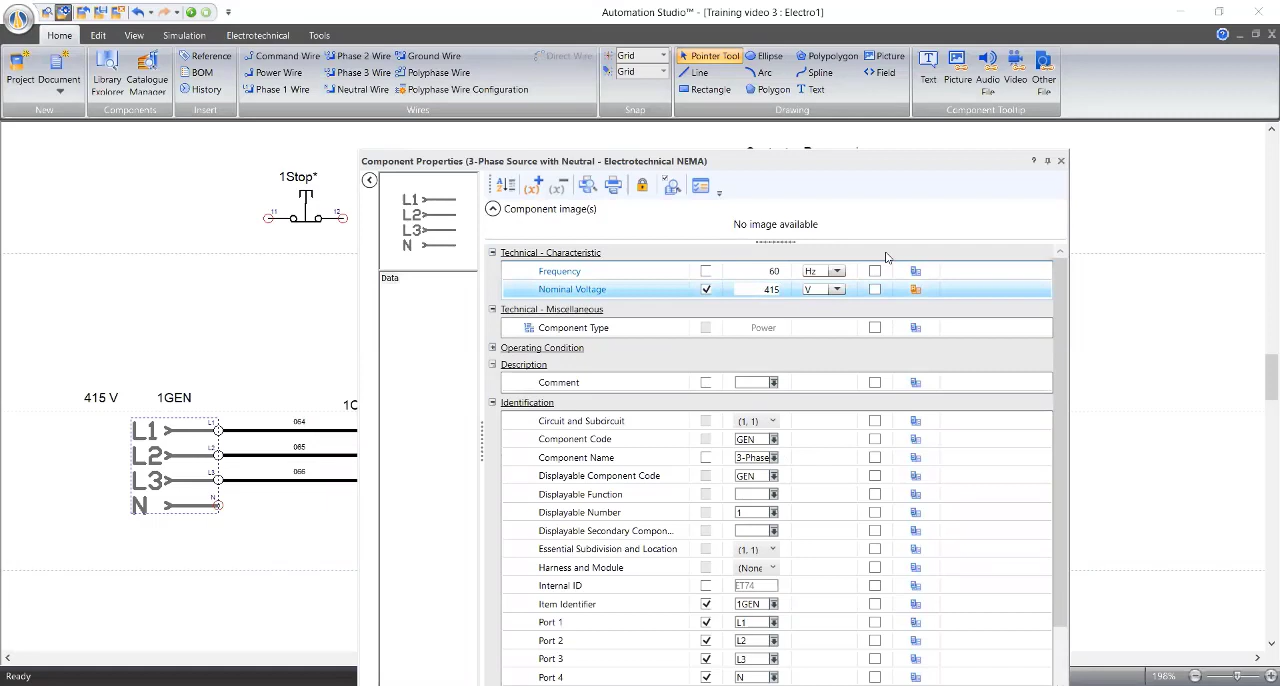 Automation Studio™ - [Training video 3 : Electro1]
Home Edit View Simulation Electrotechnical Tools
Project Document
New
Library Explorer
Catalogue Manager
Components
Reference
BOM
History
Insert
Command Wire Phase 2 Wire Ground Wire Direct Wire
Power Wire Phase 3 Wire Polyphase Wire
Phase 1 Wire Neutral Wire Polyphase Wire Configuration
Wires
Grid
Grid
Snap
Pointer Tool Ellipse Polypolygon Picture
Line Arc Spline Field
Rectangle Polygon Text
Drawing
Text Picture Audio File Video Other File
Component Tooltip
Component Properties (3-Phase Source with Neutral - Electrotechnical NEMA)
1Stop*
11 12
L1
L2
L3
N
Component image(s)
No image available
Data
Technical - Characteristic
Frequency 60 Hz
Nominal Voltage 415 V
Technical - Miscellaneous
Component Type Power
Operating Condition
Description
Comment
Identification
Circuit and Subcircuit (1, 1)
Component Code GEN
Component Name 3-Phase
Displayable Component Code GEN
Displayable Function
Displayable Number 1
Displayable Secondary Compon...
Essential Subdivision and Location (1, 1)
Harness and Module (None
Internal ID ET74
Item Identifier 1GEN
Port 1 L1
Port 2 L2
Port 3 L3
Port 4 N
415 V 1GEN
L1 L1 064
L2 L2 065
L3 L3 066
N N
Ready 198%